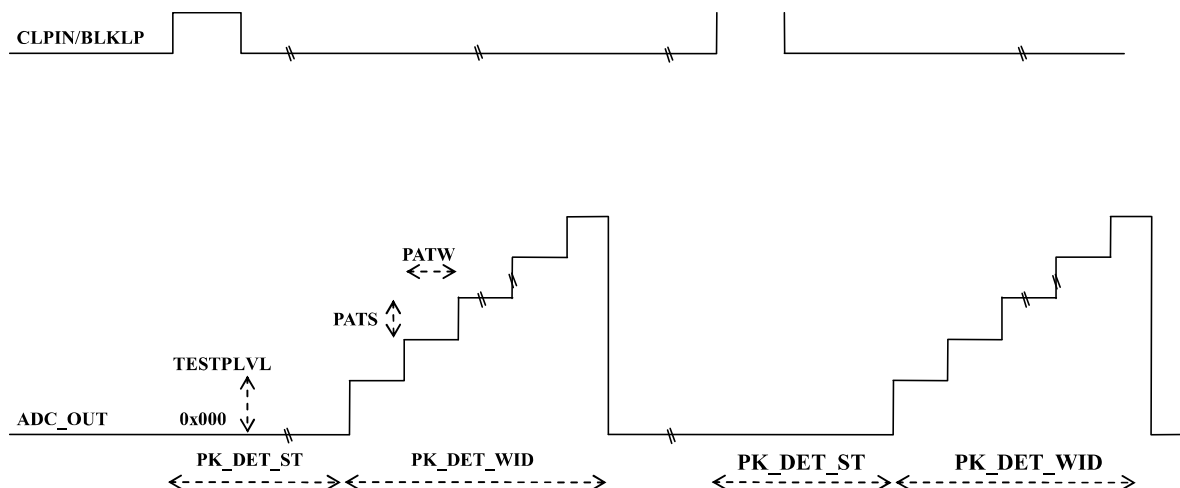 CLPIN/BLKLP
PATW
PATS
TESTPLVL
ADC_OUT 0x000
PK_DET_ST PK_DET_WID PK_DET_ST PK_DET_WID